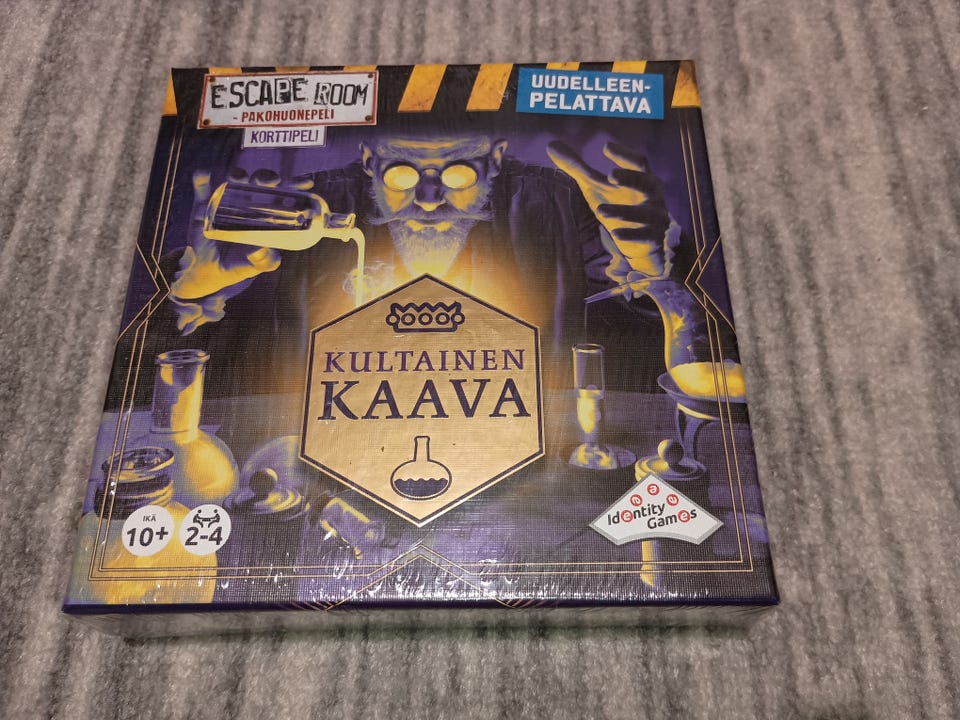 ESCAPE ROOM
- PAKOHUONEPELI
KORTTIPELI
UUDELLEEN-
PELATTAVA
KULTAINEN
KAAVA
IKÄ
10+
2-4
Identity
Games